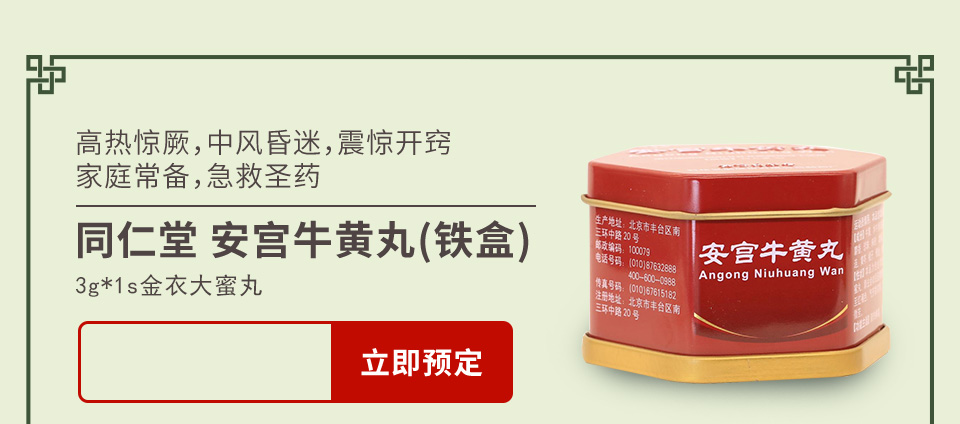 高热惊厥,中风昏迷,震惊开窍
家庭常备,急救圣药
同仁堂 安宫牛黄丸(铁盒)
3g*1s金衣大蜜丸
立即预定
生产地址:北京市丰台区南
三环中路20号
邮政编码:100079
电话号码:(010)87632888
400-600-0988
传真号码:(010)67615182
注册地址:北京市丰台区南
三环中路20号
安宫牛黄丸
Angong Niuhuang Wan